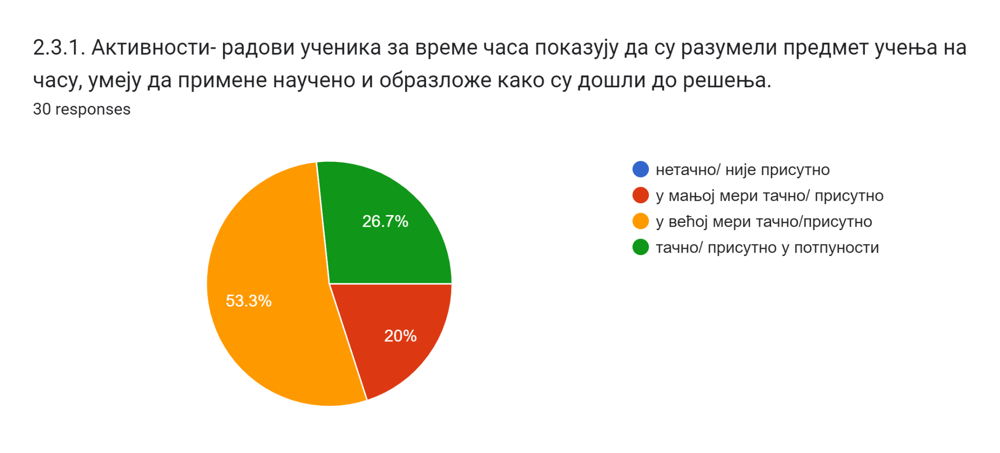 2.3.1. Активности- радови ученика за време часа показују да су разумели предмет учења на
часу, умеју да примене научено и образложе како су дошли до решења.
30 responses
нетачно/ није присутно
у мањој мери тачно/ присутно
у већој мери тачно/присутно
тачно/ присутно у потпуности
26.7%
53.3%
20%